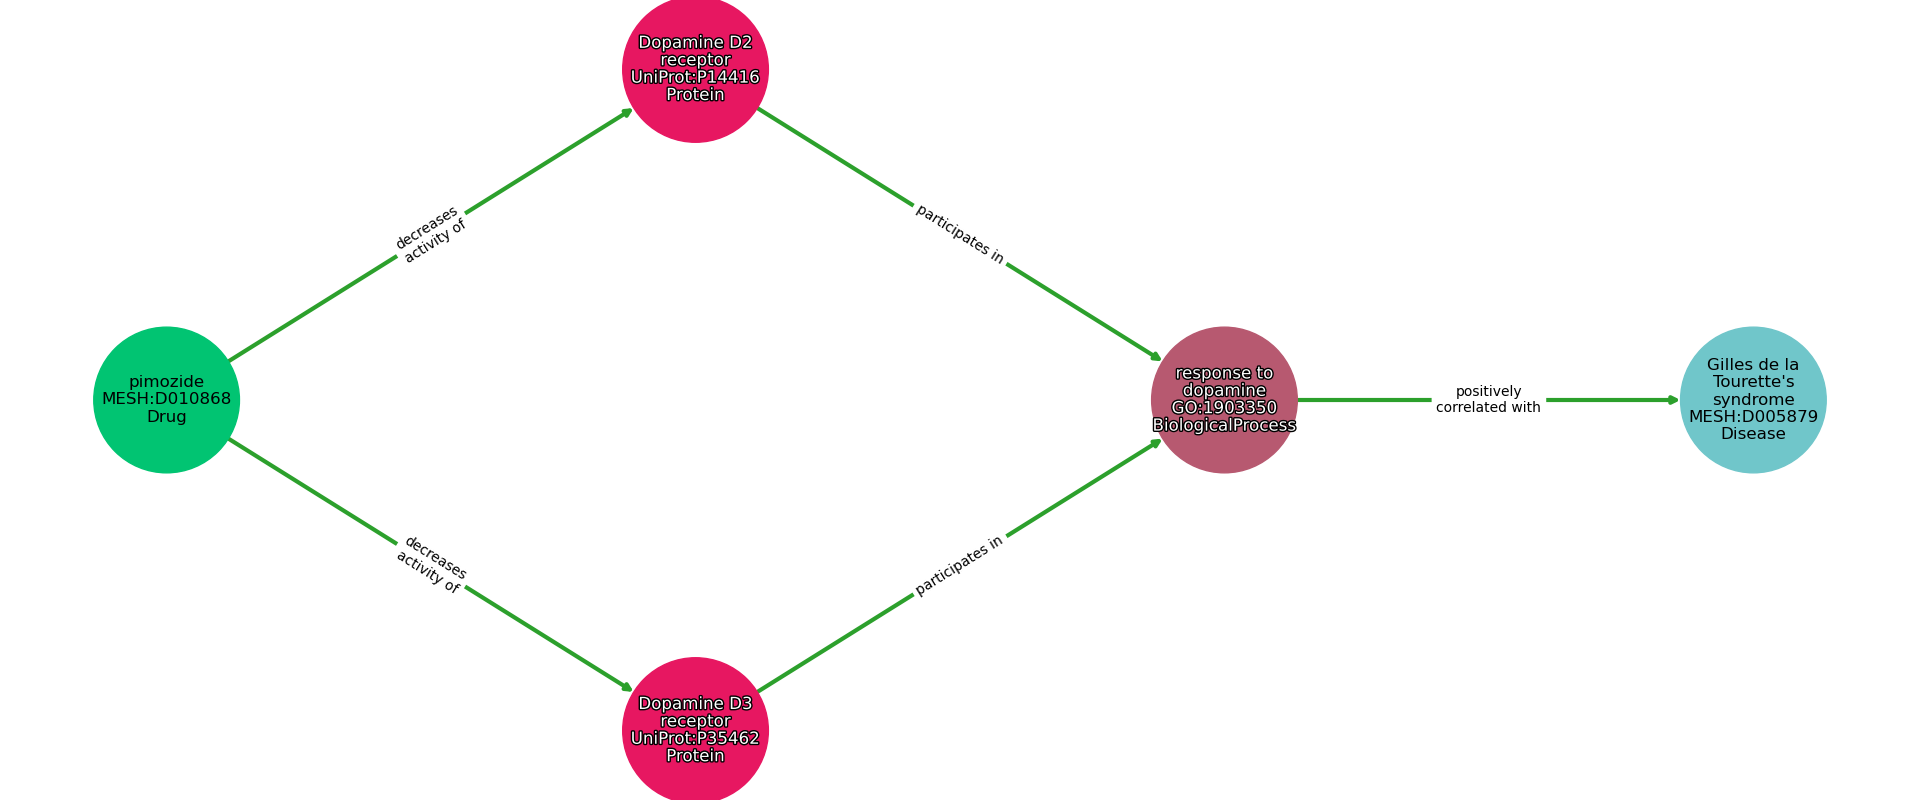 Dopamine D2
receptor
UniProt:P14416
Protein
decreases
activity of
participates in
pimozide
MESH:D010868
Drug
response to
dopamine
GO:1903350
BiologicalProcess
positively
correlated with
Gilles de la
Tourette's
syndrome
MESH:D005879
Disease
decreases
activity of
participates in
Dopamine D3
receptor
UniProt:P35462
Protein